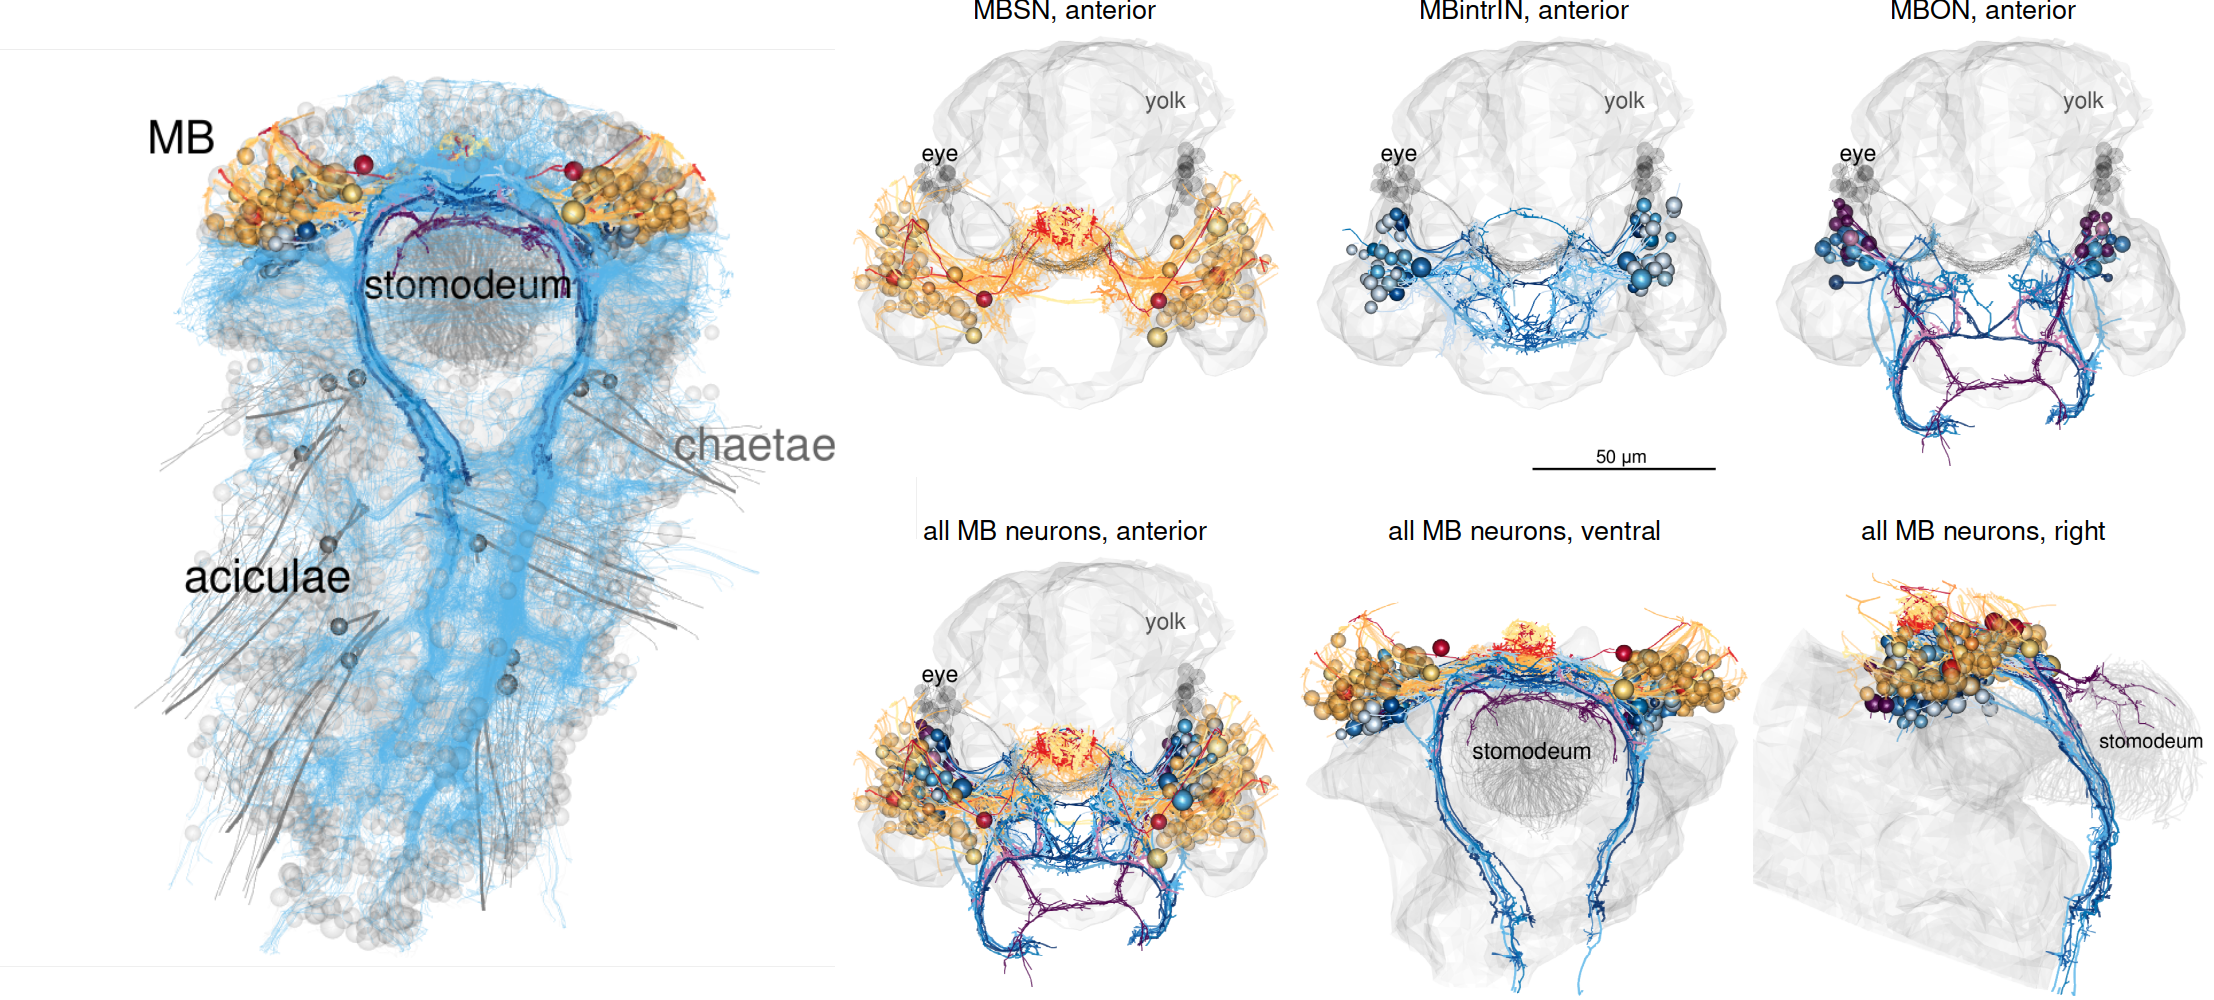 MB
stomodeum
chaetae
aciculae
MBSN, anterior
yolk
eye
MBintrIN, anterior
yolk
eye
MBON, anterior
yolk
eye
50 µm
all MB neurons, anterior
yolk
eye
all MB neurons, ventral
stomodeum
all MB neurons, right
stomodeum